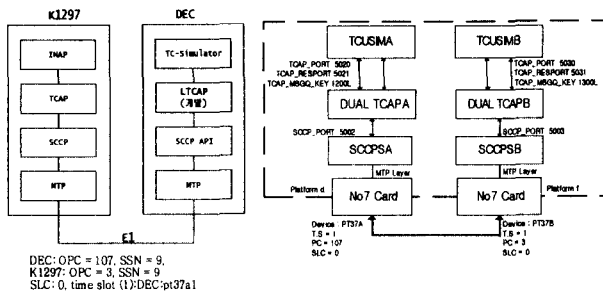 K1297
DEC
INAP
TCAP
SCCP
MTP
TC-Simulator
LTCAP
(개발)
SCCP API
MTP
E1
DEC: OPC = 107, SSN = 9,
K1297: OPC = 3, SSN = 9
SLC: 0, time slot (1):DEC:pt37a1
TCUSIMA
TCUSIMB
TCAP_PORT 5020
TCAP_RESPORT 5021
TCAP_MSGQ_KEY 1200L
TCAP_PORT 5030
TCAP_RESPORT 5031
TCAP_MSGQ_KEY 1300L
DUAL TCAPA
DUAL TCAPB
SCCP_PORT 5002
SCCP_PORT 5003
SCCPSA
SCCPSB
MTP Layer
MTP Layer
Platform d
Platform f
No7 Card
No7 Card
Device : PT37A
T.S = 1
PC = 107
SLC = 0
Device : PT37B
T.S = 1
PC = 3
SLC = 0